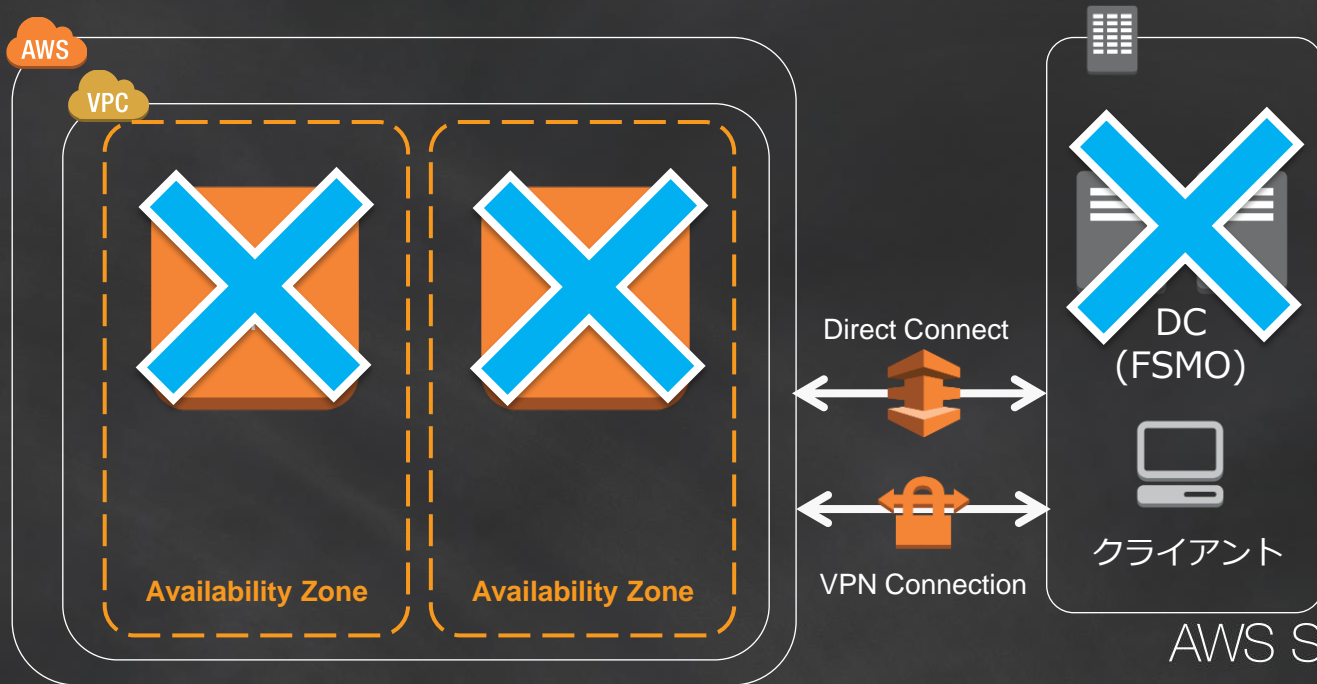 AWS
VPC
Direct Connect
DC
(FSMO)
クライアント
Availability Zone
Availability Zone
VPN Connection
AWS S